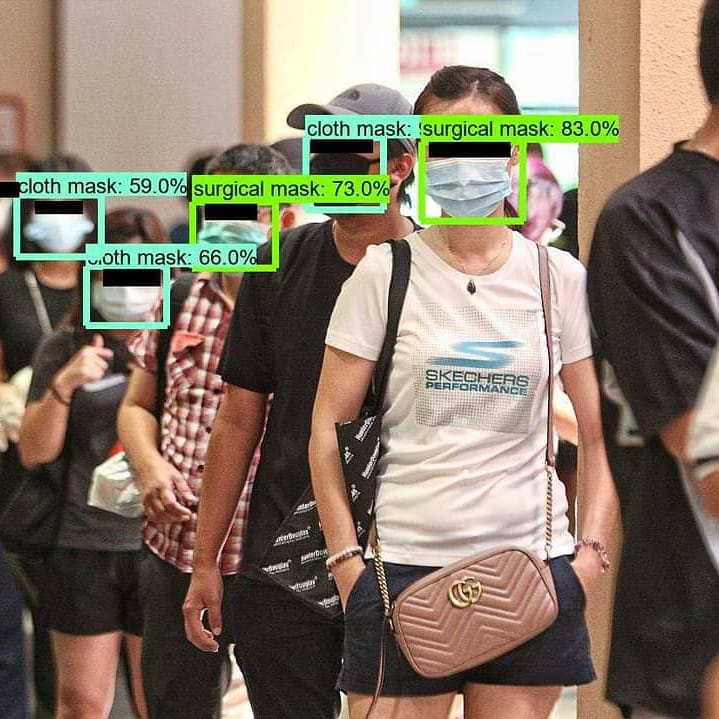 cloth mask:
surgical mask: 83.0%
cloth mask: 59.0%
surgical mask: 73.0%
cloth mask: 66.0%
SKECHERS
PERFORMANCE
HunterDouglas